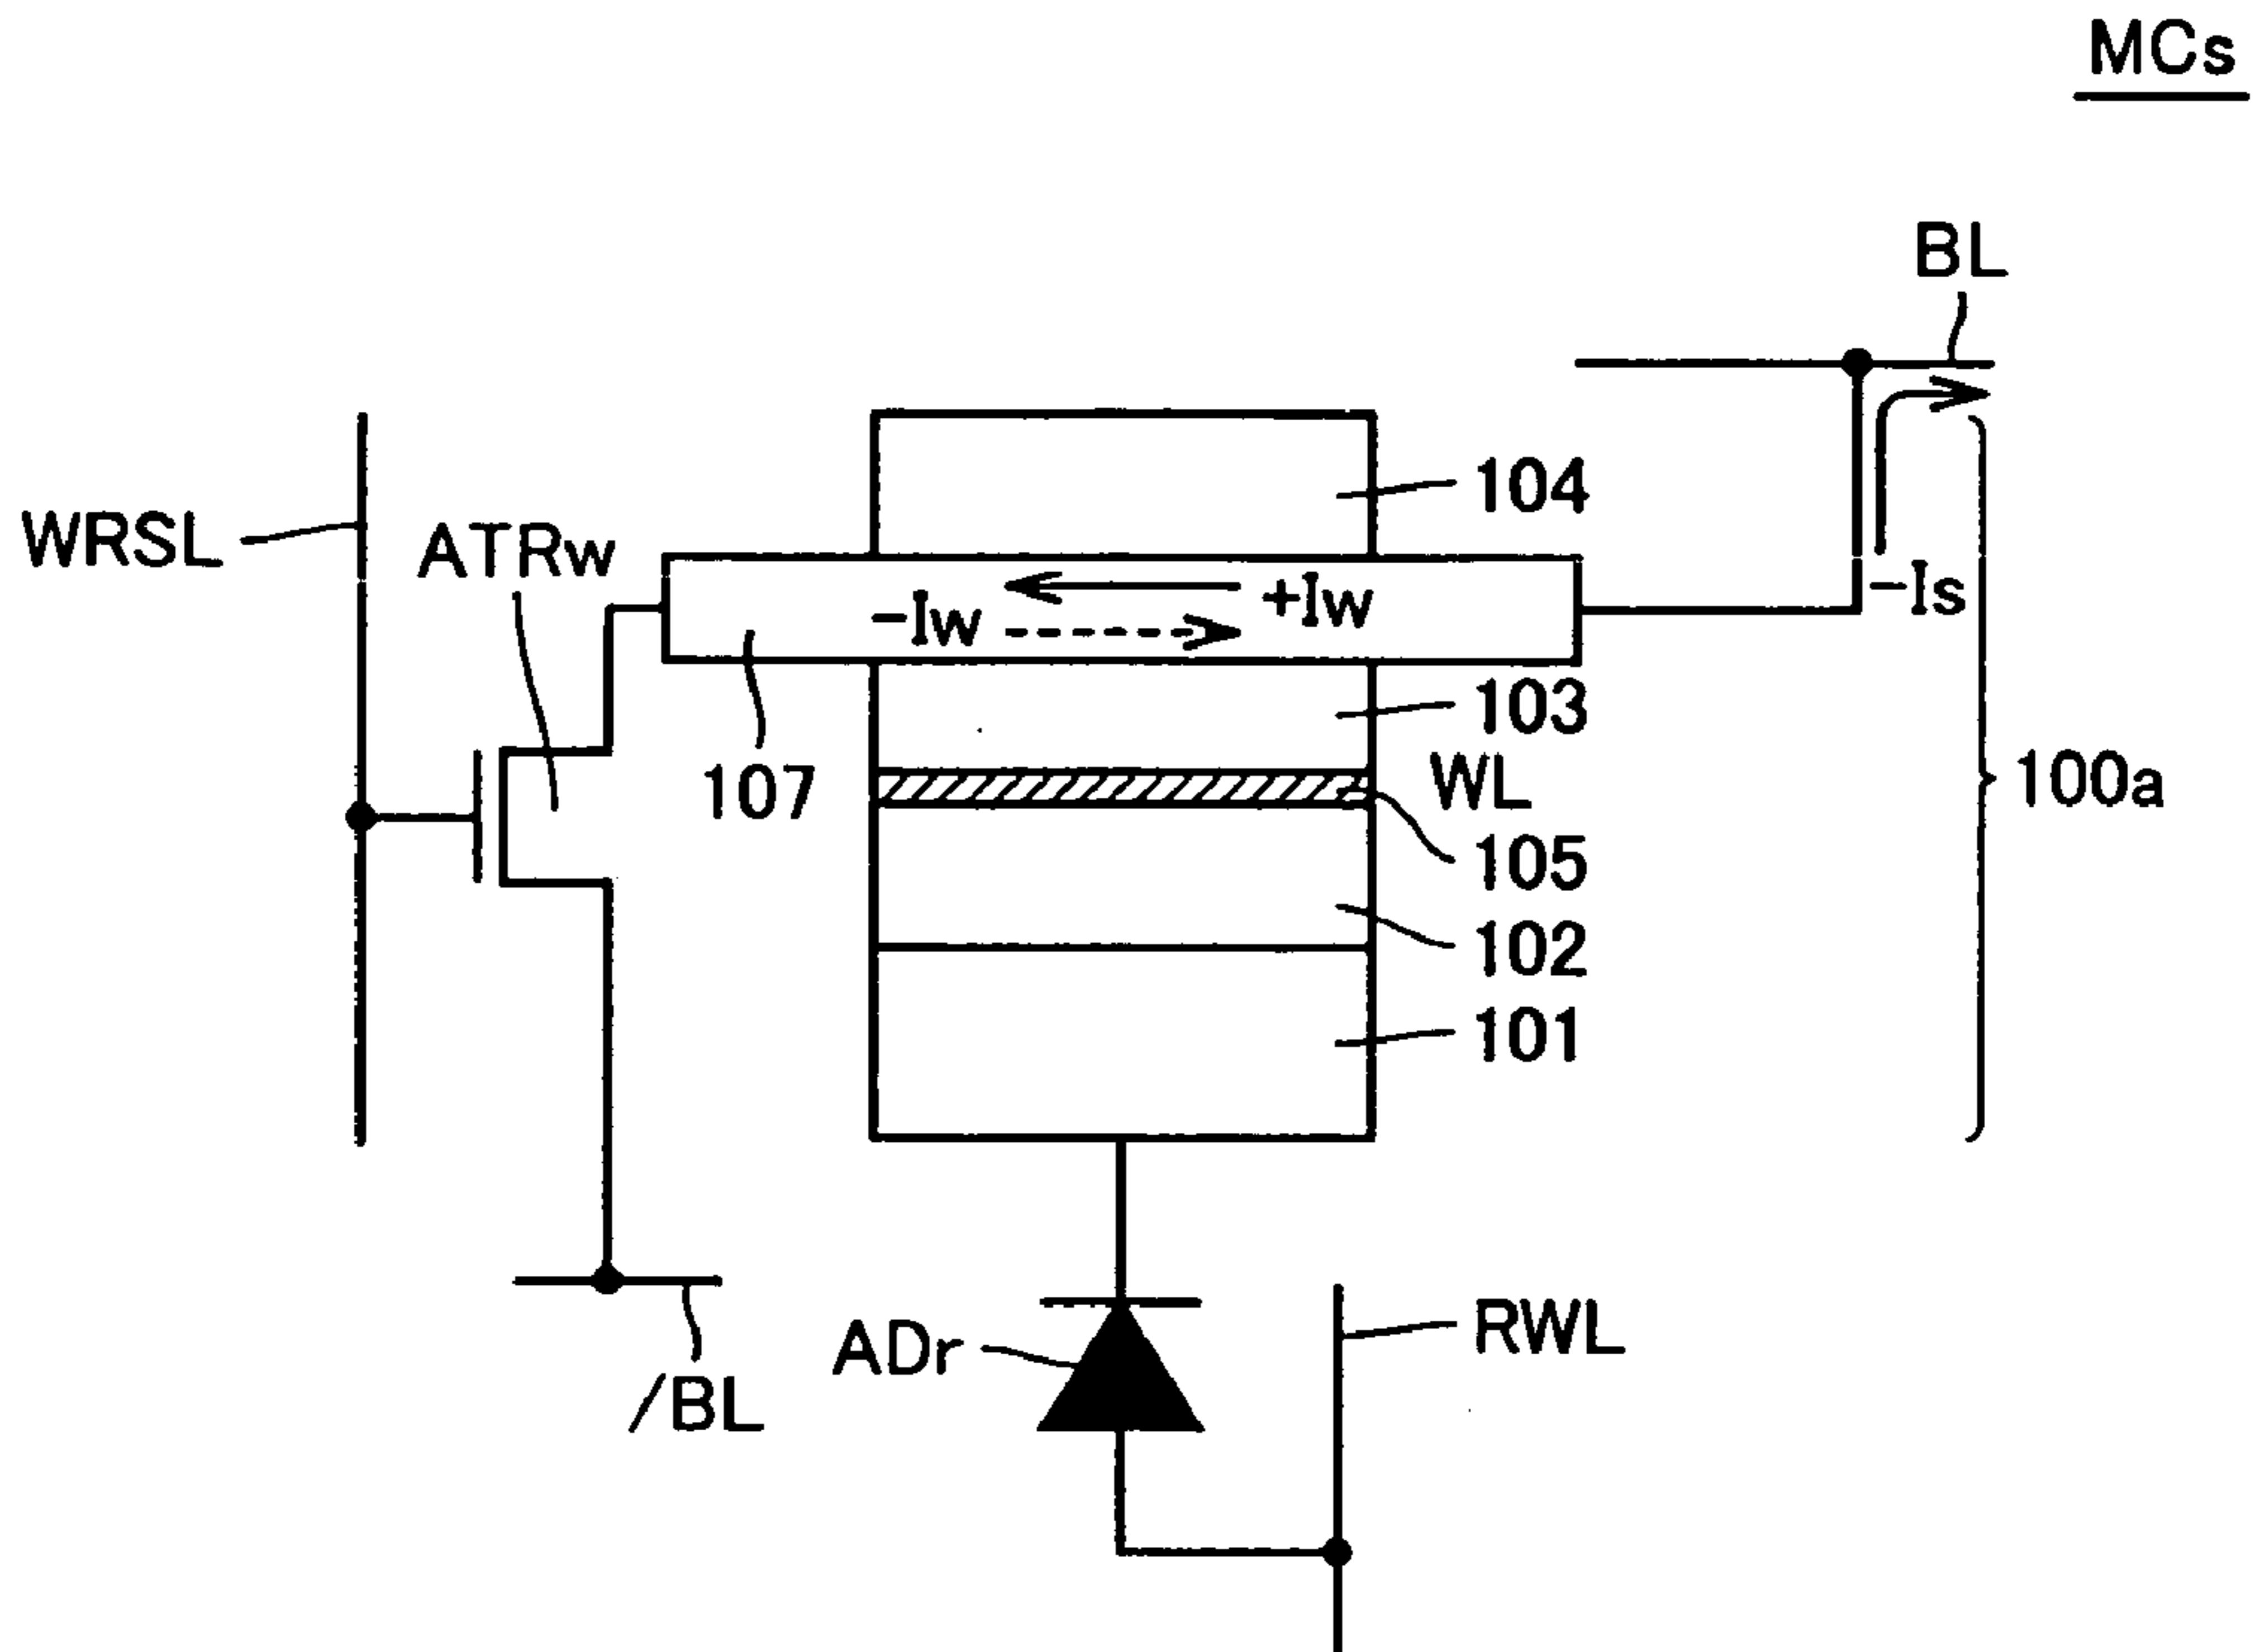 MCs
BL
104
WRSL
ATRw
-Iw
+Iw
-Is
103
107
WL
100a
105
102
101
ADr
RWL
/BL